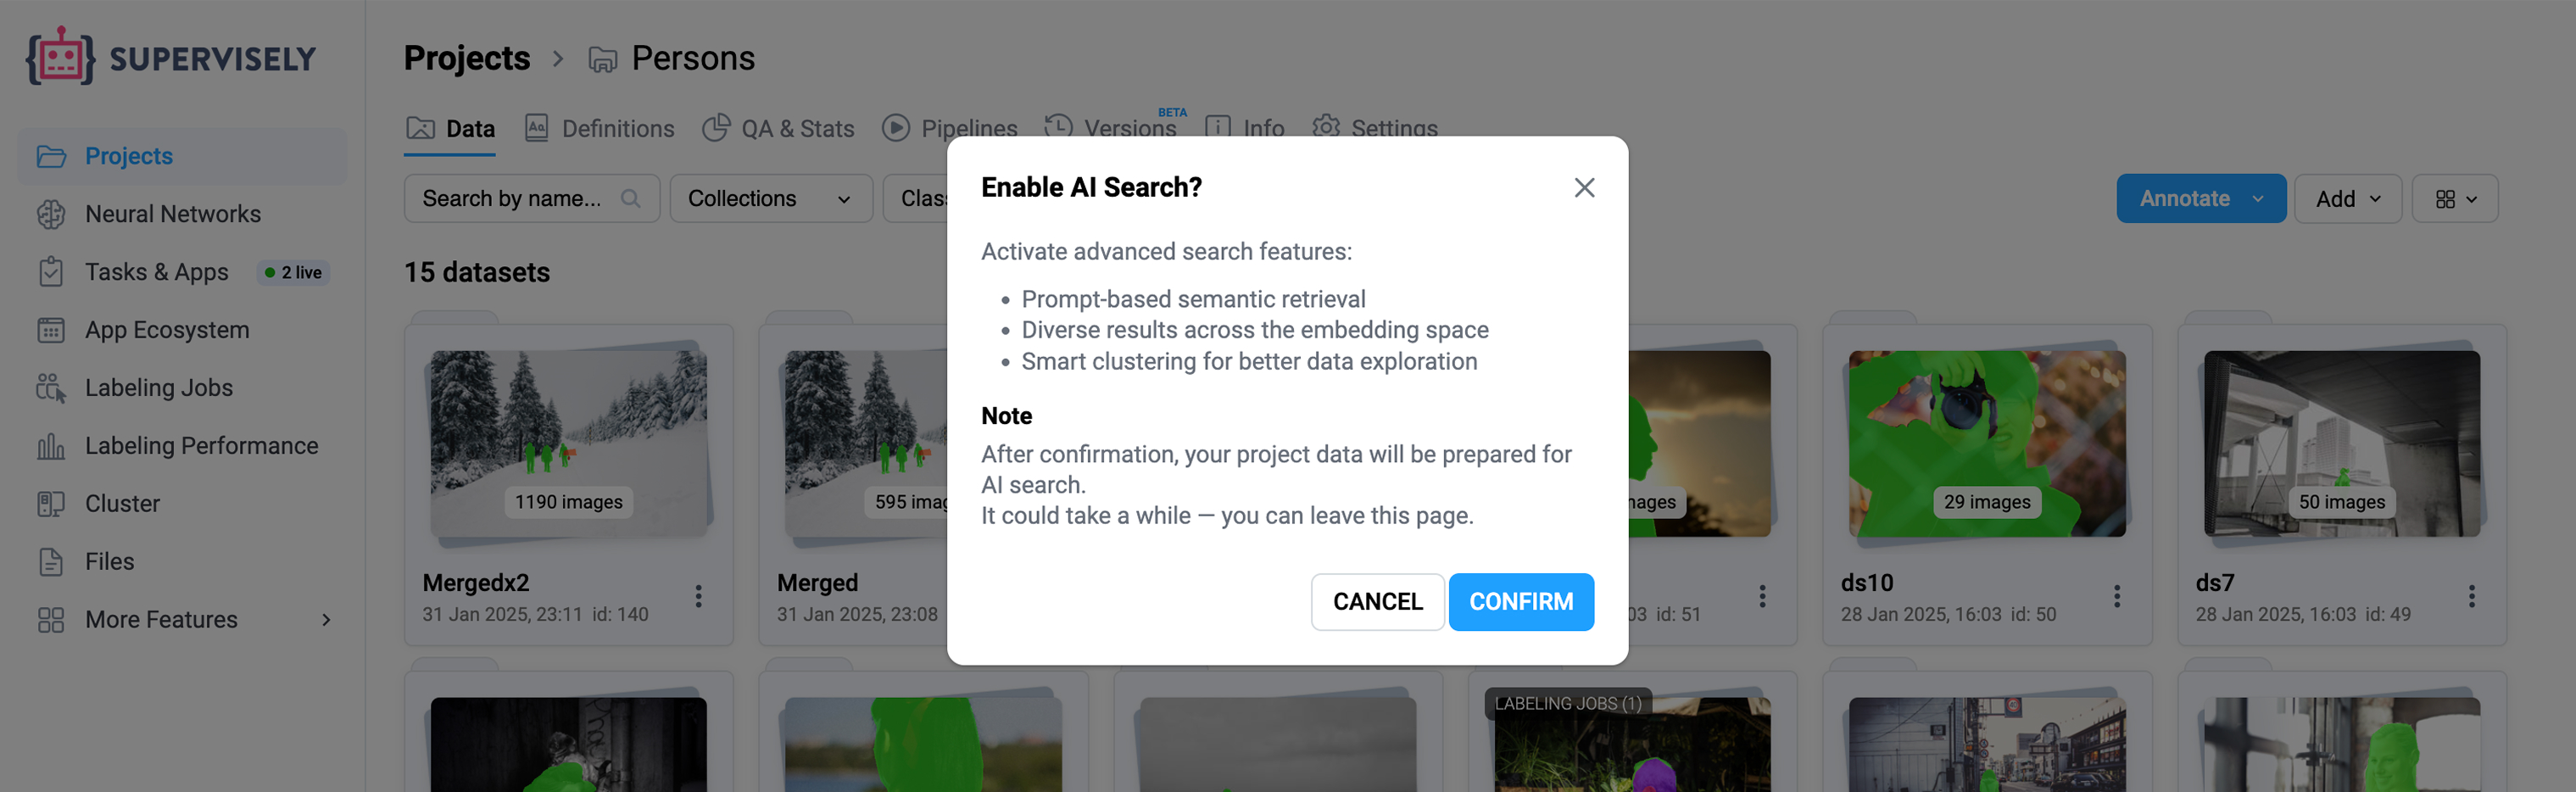 SUPERVISELY
Projects
Neural Networks
Tasks & Apps 2 live
App Ecosystem
Labeling Jobs
Labeling Performance
Cluster
Files
More Features
Projects > Persons
Data Definitions QA & Stats Pipelines Versions BETA Info Settings
Search by name... Collections Clas
Annotate Add
15 datasets
1190 images
Mergedx2
31 Jan 2025, 23:11 id: 140
595 imag
Merged
31 Jan 2025, 23:08
Enable AI Search?
Activate advanced search features:
• Prompt-based semantic retrieval
• Diverse results across the embedding space
• Smart clustering for better data exploration
Note
After confirmation, your project data will be prepared for
AI search.
It could take a while — you can leave this page.
CANCEL CONFIRM
mages
03 id: 51
29 images
ds10
28 Jan 2025, 16:03 id: 50
50 images
ds7
28 Jan 2025, 16:03 id: 49
LABELING JOBS (1)